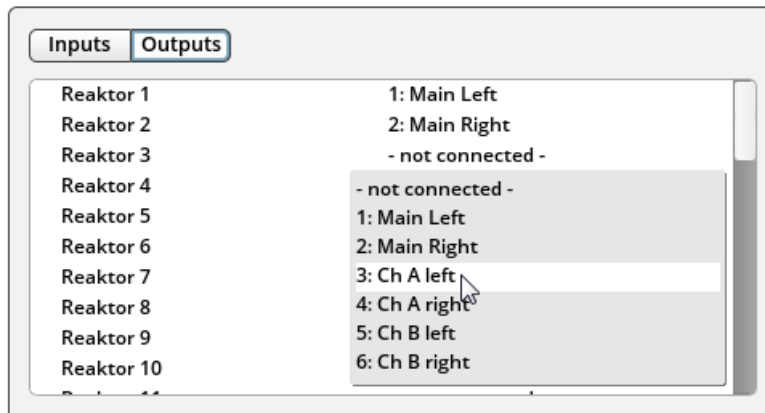 Inputs Outputs
Reaktor 1 1: Main Left
Reaktor 2 2: Main Right
Reaktor 3 - not connected -
Reaktor 4 - not connected -
Reaktor 5 1: Main Left
Reaktor 6 2: Main Right
Reaktor 7 3: Ch A left
Reaktor 8 4: Ch A right
Reaktor 9 5: Ch B left
Reaktor 10 6: Ch B right